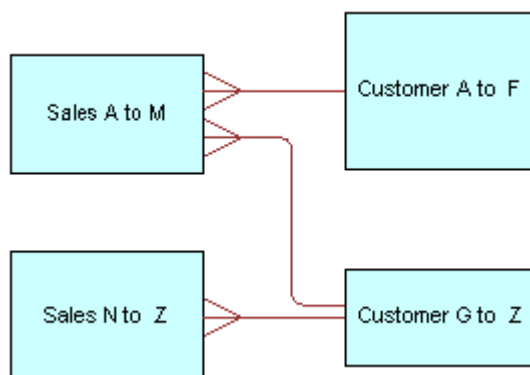 Sales A to M
Customer A to F
Sales N to Z
Customer G to Z